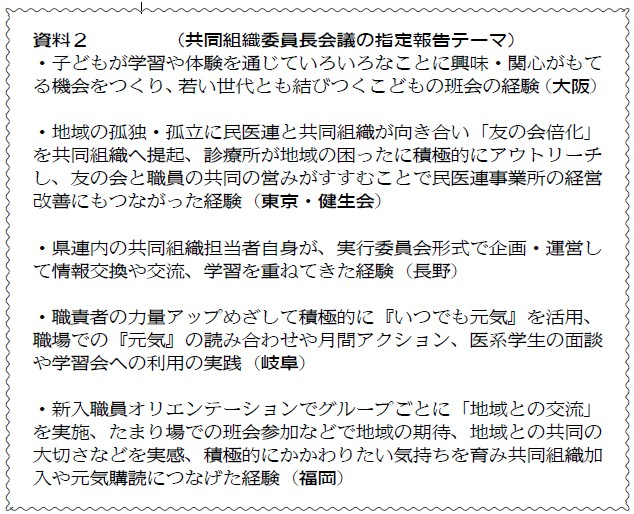 資料２　　　　　（共同組織委員長会議の指定報告テーマ）
・子どもが学習や体験を通じていろいろなことに興味・関心がもて
る機会をつくり、若い世代とも結びつくこどもの班会の経験（大阪）
・地域の孤独・孤立に民医連と共同組織が向き合い「友の会倍化」
を共同組織へ提起、診療所が地域の困ったに積極的にアウトリーチ
し、友の会と職員の共同の営みがすすむことで民医連事業所の経営
改善にもつながった経験（東京・健生会）
・県連内の共同組織担当者自身が、実行委員会形式で企画・運営し
て情報交換や交流、学習を重ねてきた経験（長野）
・職責者の力量アップめざして積極的に『いつでも元気』を活用、
職場での『元気』の読み合わせや月間アクション、医系学生の面談
や学習会への利用の実践（岐阜）
・新入職員オリエンテーションでグループごとに「地域との交流」
を実施、たまり場での班会参加などで地域の期待、地域との共同の
大切さなどを実感、積極的にかかわりたい気持ちを育み共同組織加
入や元気購読につなげた経験（福岡）